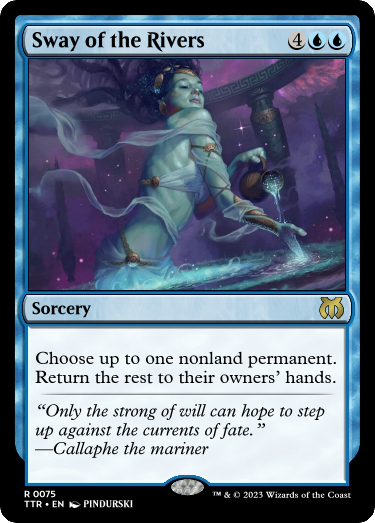 Sway of the Rivers 4
Sorcery
Choose up to one nonland permanent.
Return the rest to their owners’ hands.
“Only the strong of will can hope to step
up against the currents of fate.”
—Callaphe the mariner
R 0075
TTR • EN PINDURSKI
™ & © 2023 Wizards of the Coast